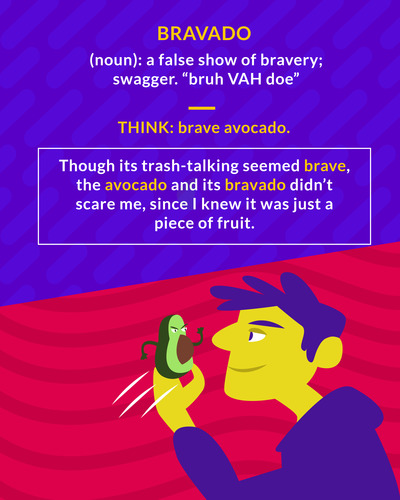 BRAVADO
(noun): a false show of bravery;
swagger. “bruh VAH doe”
THINK: brave avocado.
Though its trash-talking seemed brave,
the avocado and its bravado didn’t
scare me, since I knew it was just a
piece of fruit.